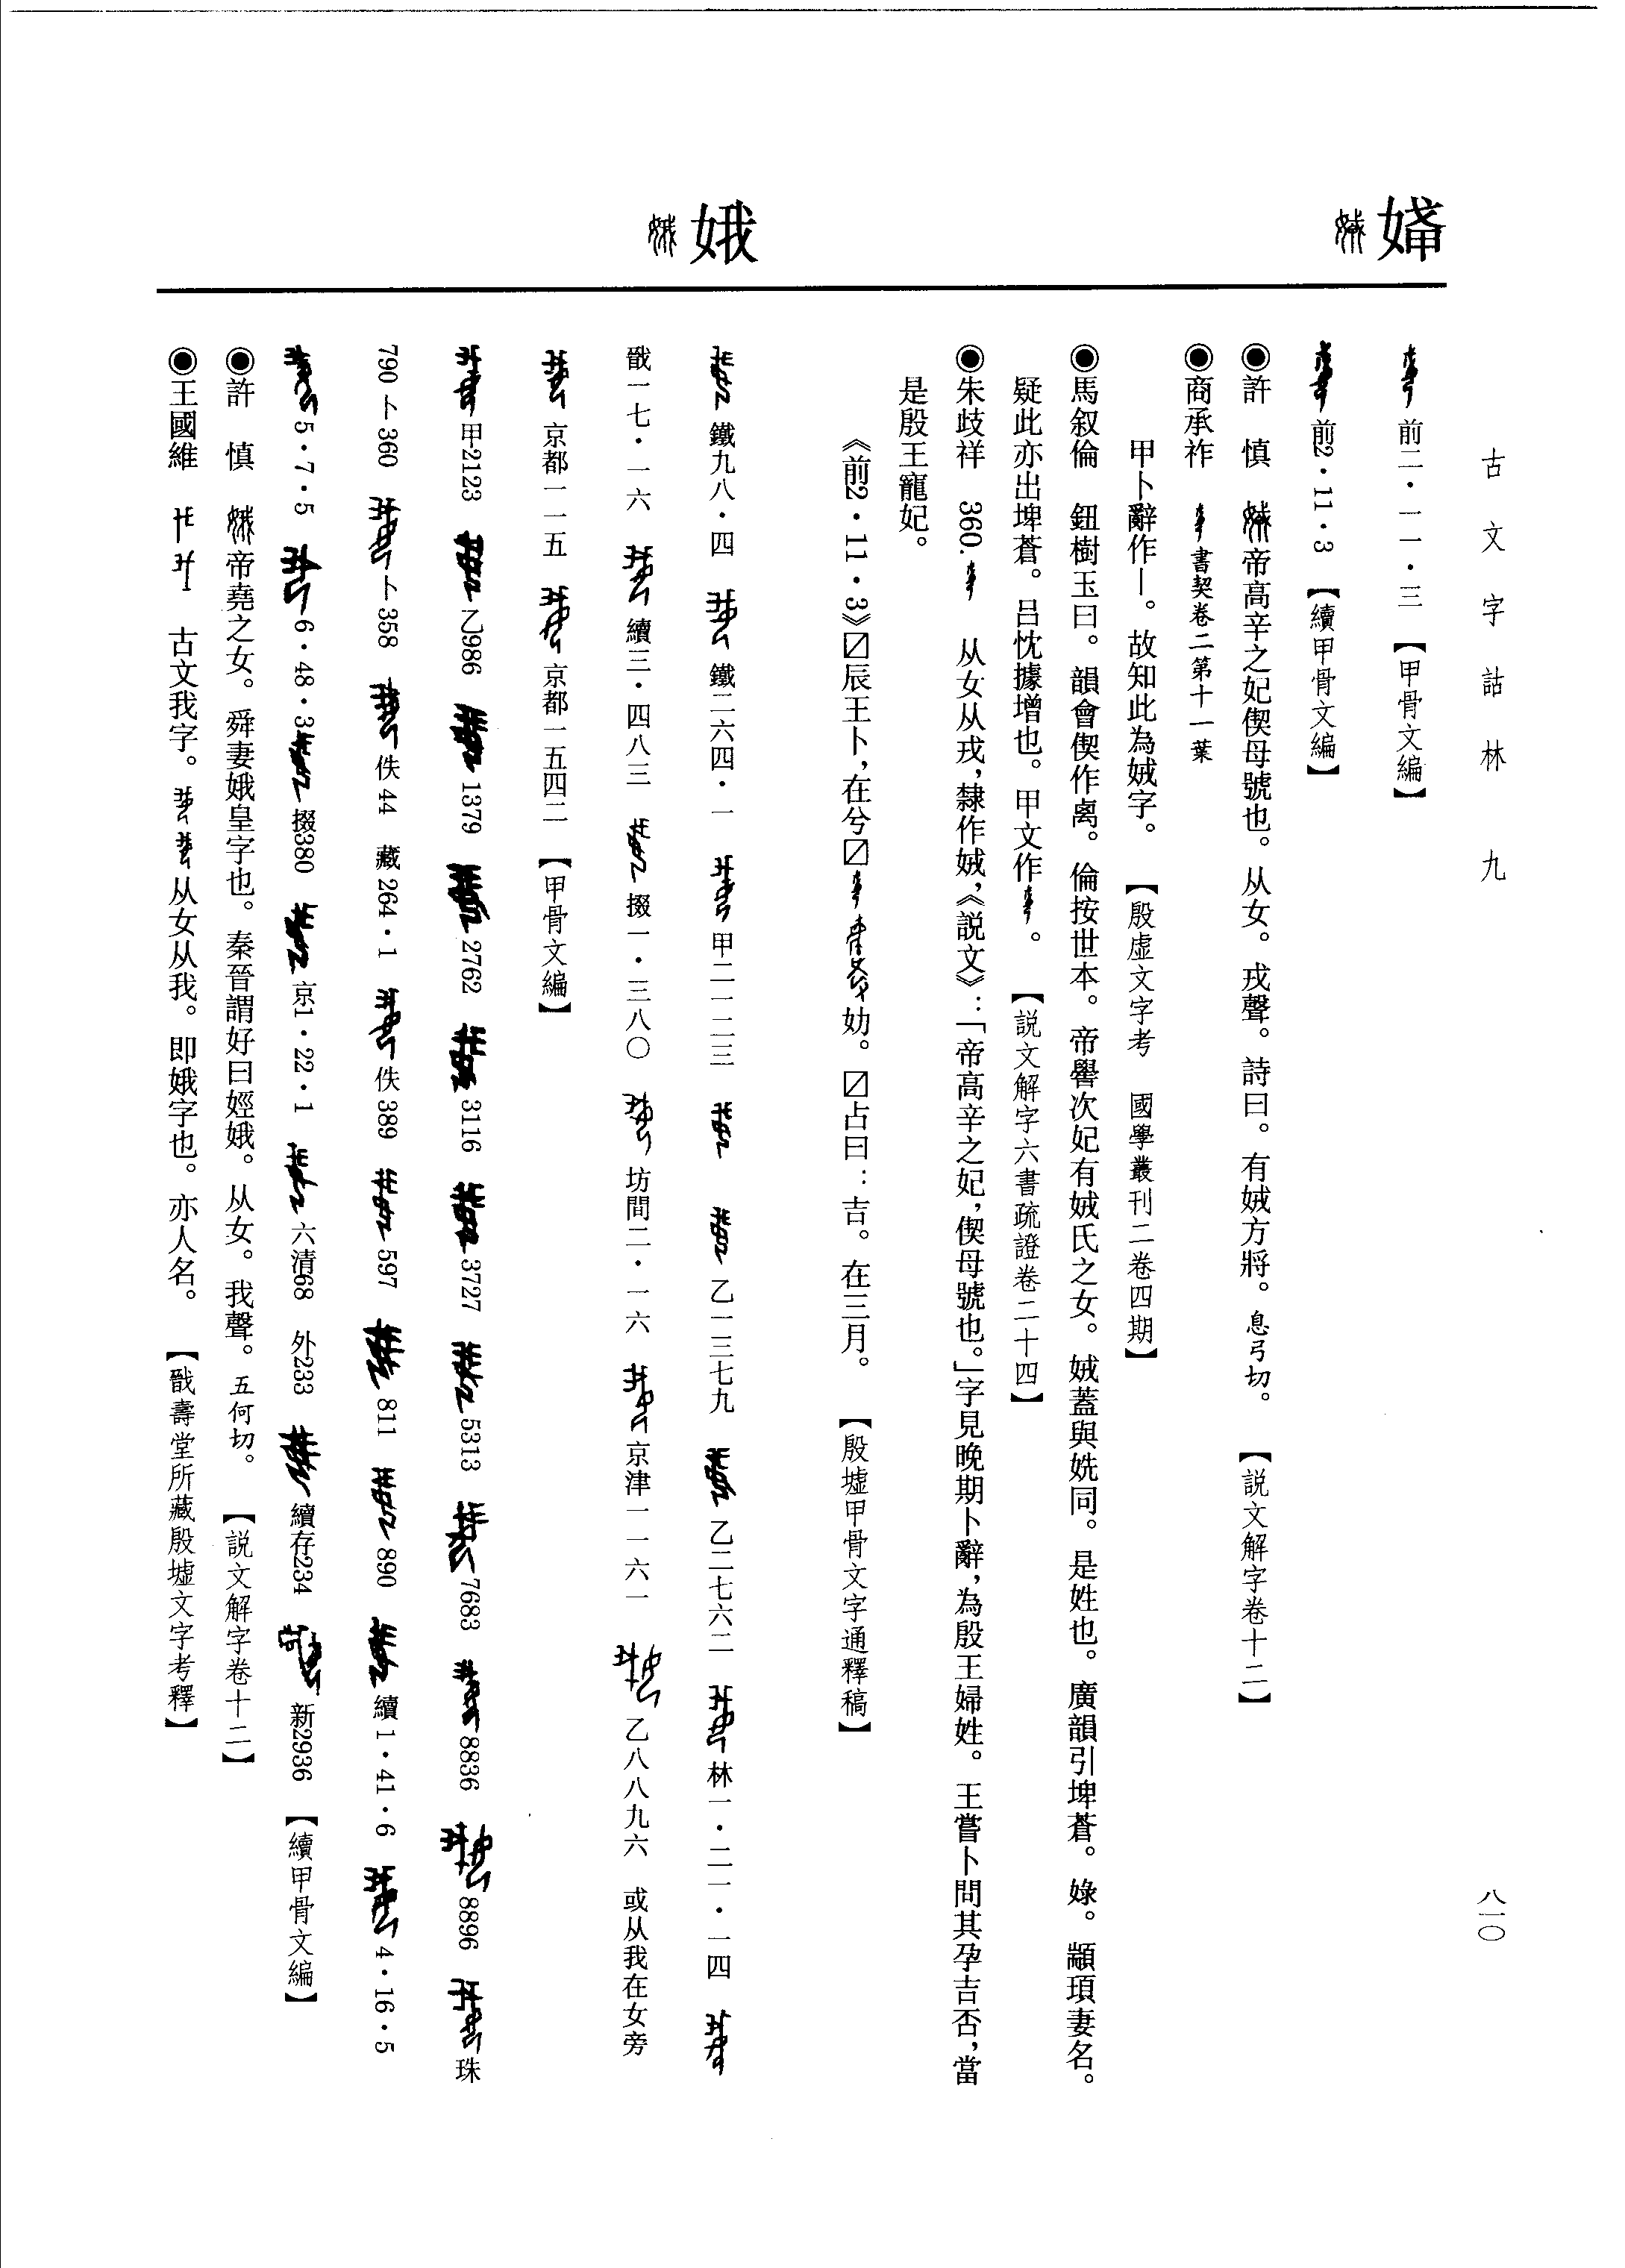 古文字詁林　九
八一〇
前二・一一・三　【甲骨文編】
前2・11・3　【續甲骨文編】
◉許　慎　帝高辛之妃偰母號也。从女。戎聲。詩曰。有娀方將。息弓切。　【説文解字卷十二】
◉商承祚　書契卷二第十一葉
甲卜辭作—。故知此為娀字。　【殷虛文字考　國學叢刊二卷四期】
◉馬叙倫　鈕樹玉曰。韻會偰作离。倫按世本。帝嚳次妃有娀氏之女。娀蓋與姺同。是姓也。廣韻引埤蒼。婇。顓頊妻名。
疑此亦出埤蒼。吕忱據增也。甲文作。　【説文解字六書疏證卷二十四】
◉朱歧祥　360.　从女从戎，隸作娀，《説文》：「帝高辛之妃，偰母號也。」字見晚期卜辭，為殷王婦姓。王嘗卜問其孕吉否，當
是殷王寵妃。
《前2・11・3》☑辰王卜，在兮☑㚰。☑占曰：吉。在三月。　【殷墟甲骨文字通釋稿】
娥
鐵九八・四　鐵二六四・一　甲二一二三　乙一三七九　乙二七六二　林一・二一・一四
戩一七・一六　續三・四八三　掇一・三八〇　坊間二・一六　京津一一六一　乙八八九六　或从我在女旁
京都一一五　京都一五四二　【甲骨文編】
甲2123　乙986　1379　2762　3116　3727　5313　7683　8836　8896　珠
790　卜360　卜358　佚44　藏264・1　佚389　597　811　890　續1・41・6　4・16・5
5・7・5　6・48・3　掇380　京1・22・1　六清68　外233　續存234　新2936　【續甲骨文編】
◉許　慎　帝堯之女。舜妻娥皇字也。秦晉謂好曰娙娥。从女。我聲。五何切。　【説文解字卷十二】
◉王國維　古文我字。从女从我。即娥字也。亦人名。　【戩壽堂所藏殷墟文字考釋】